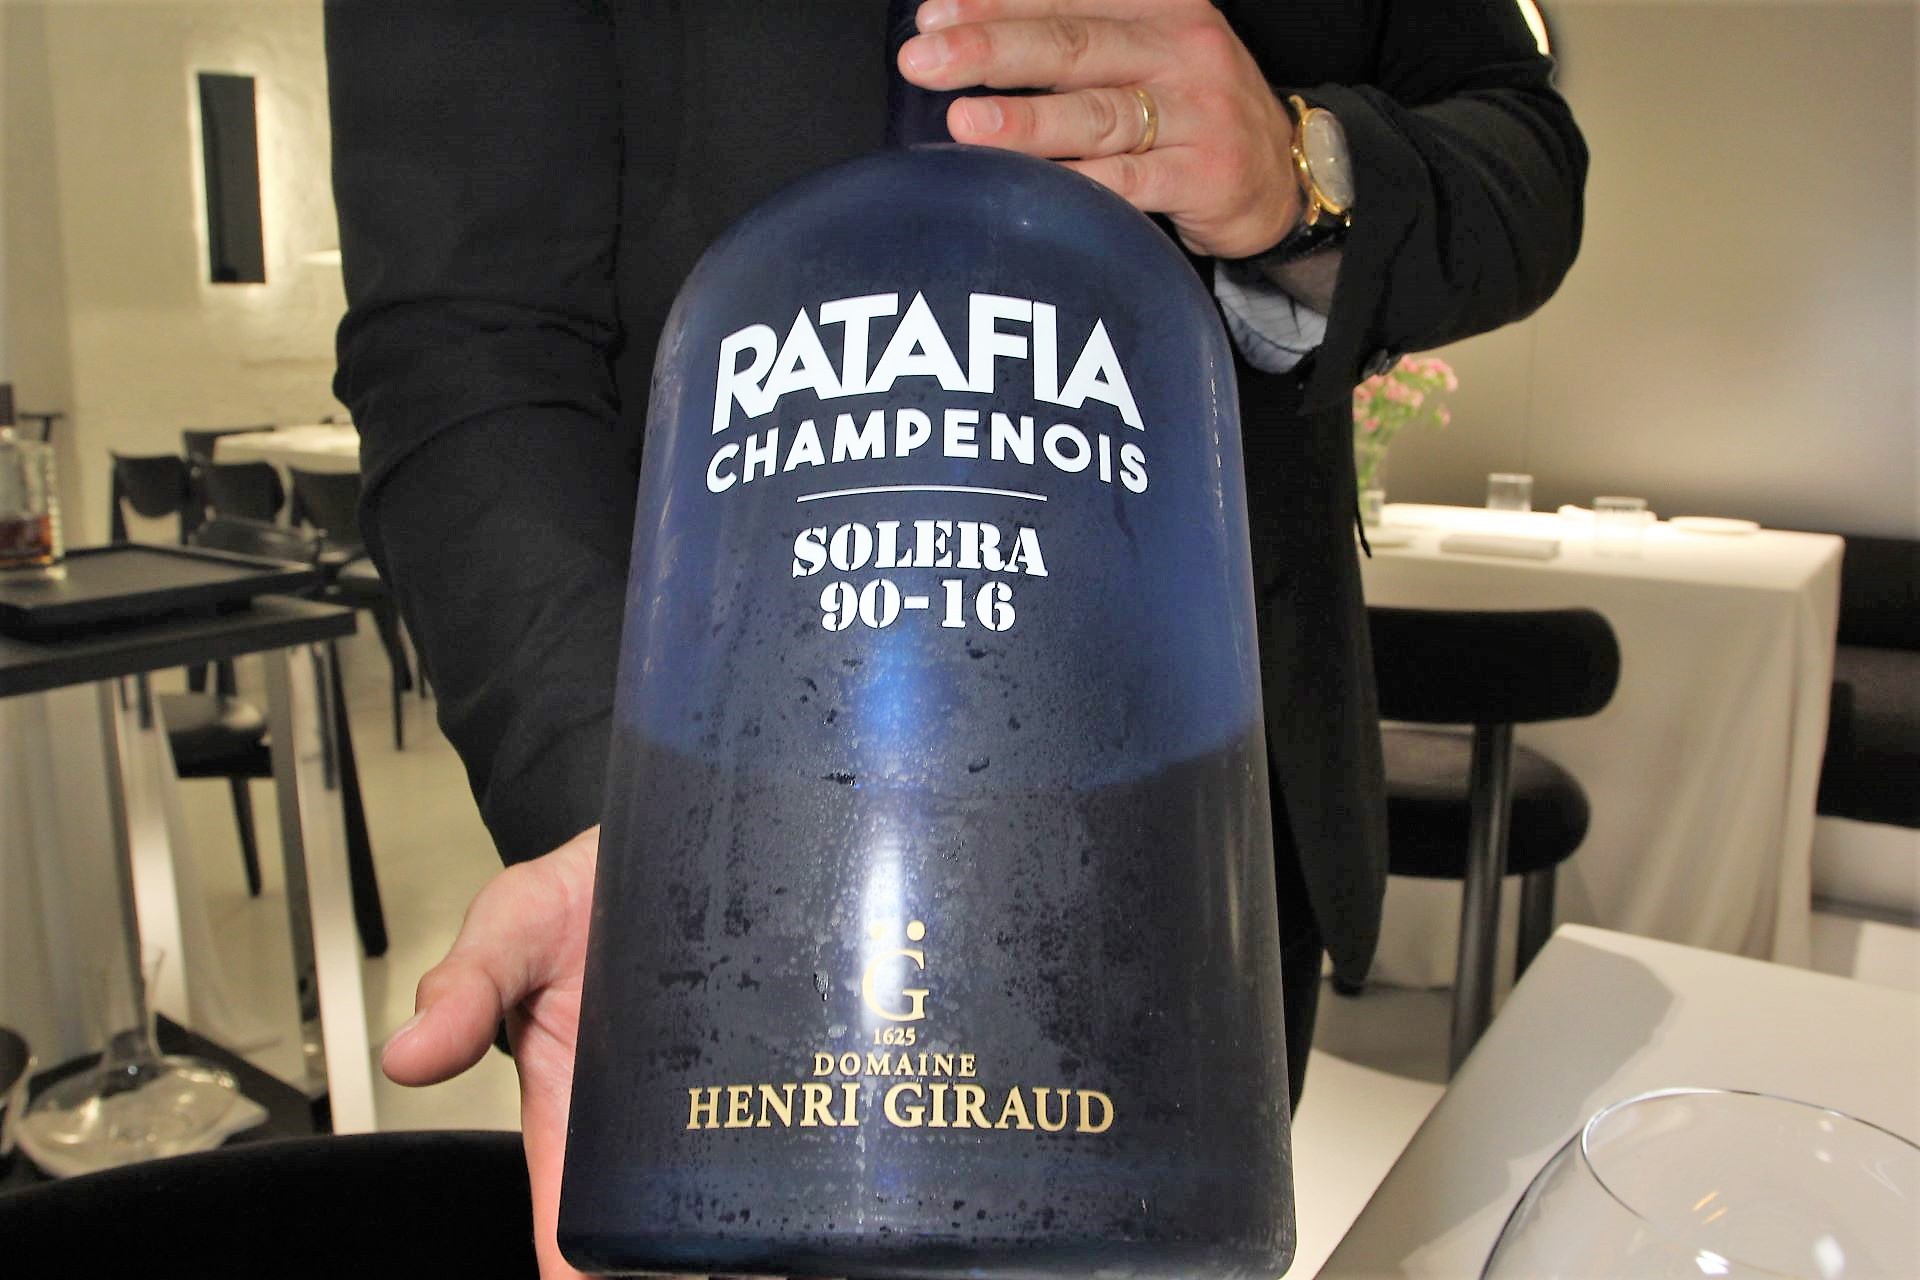 RATAFIA
CHAMPENOIS
SOLERA
90-16
G
1625
DOMAINE
HENRI GIRAUD